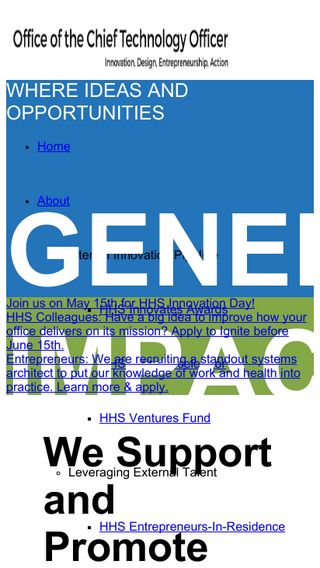 Office of the Chief Technology Officer
Innovation, Design, Entrepreneurship, Action
WHERE IDEAS AND
OPPORTUNITIES
Home
About
GENE
HHS Innovates Awards
Join us on May 15th for HHS Innovation Day!
HHS Colleagues: Have a big idea to improve how your
office delivers on its mission? Apply to Ignite before
June 15th.
Entrepreneurs: We are recruiting a standout systems
architect to put our knowledge of work and health into
practice. Learn more & apply.
IMPAC
HHS Ventures Fund
We Support
Leveraging External Talent
and
HHS Entrepreneurs-In-Residence
Promote